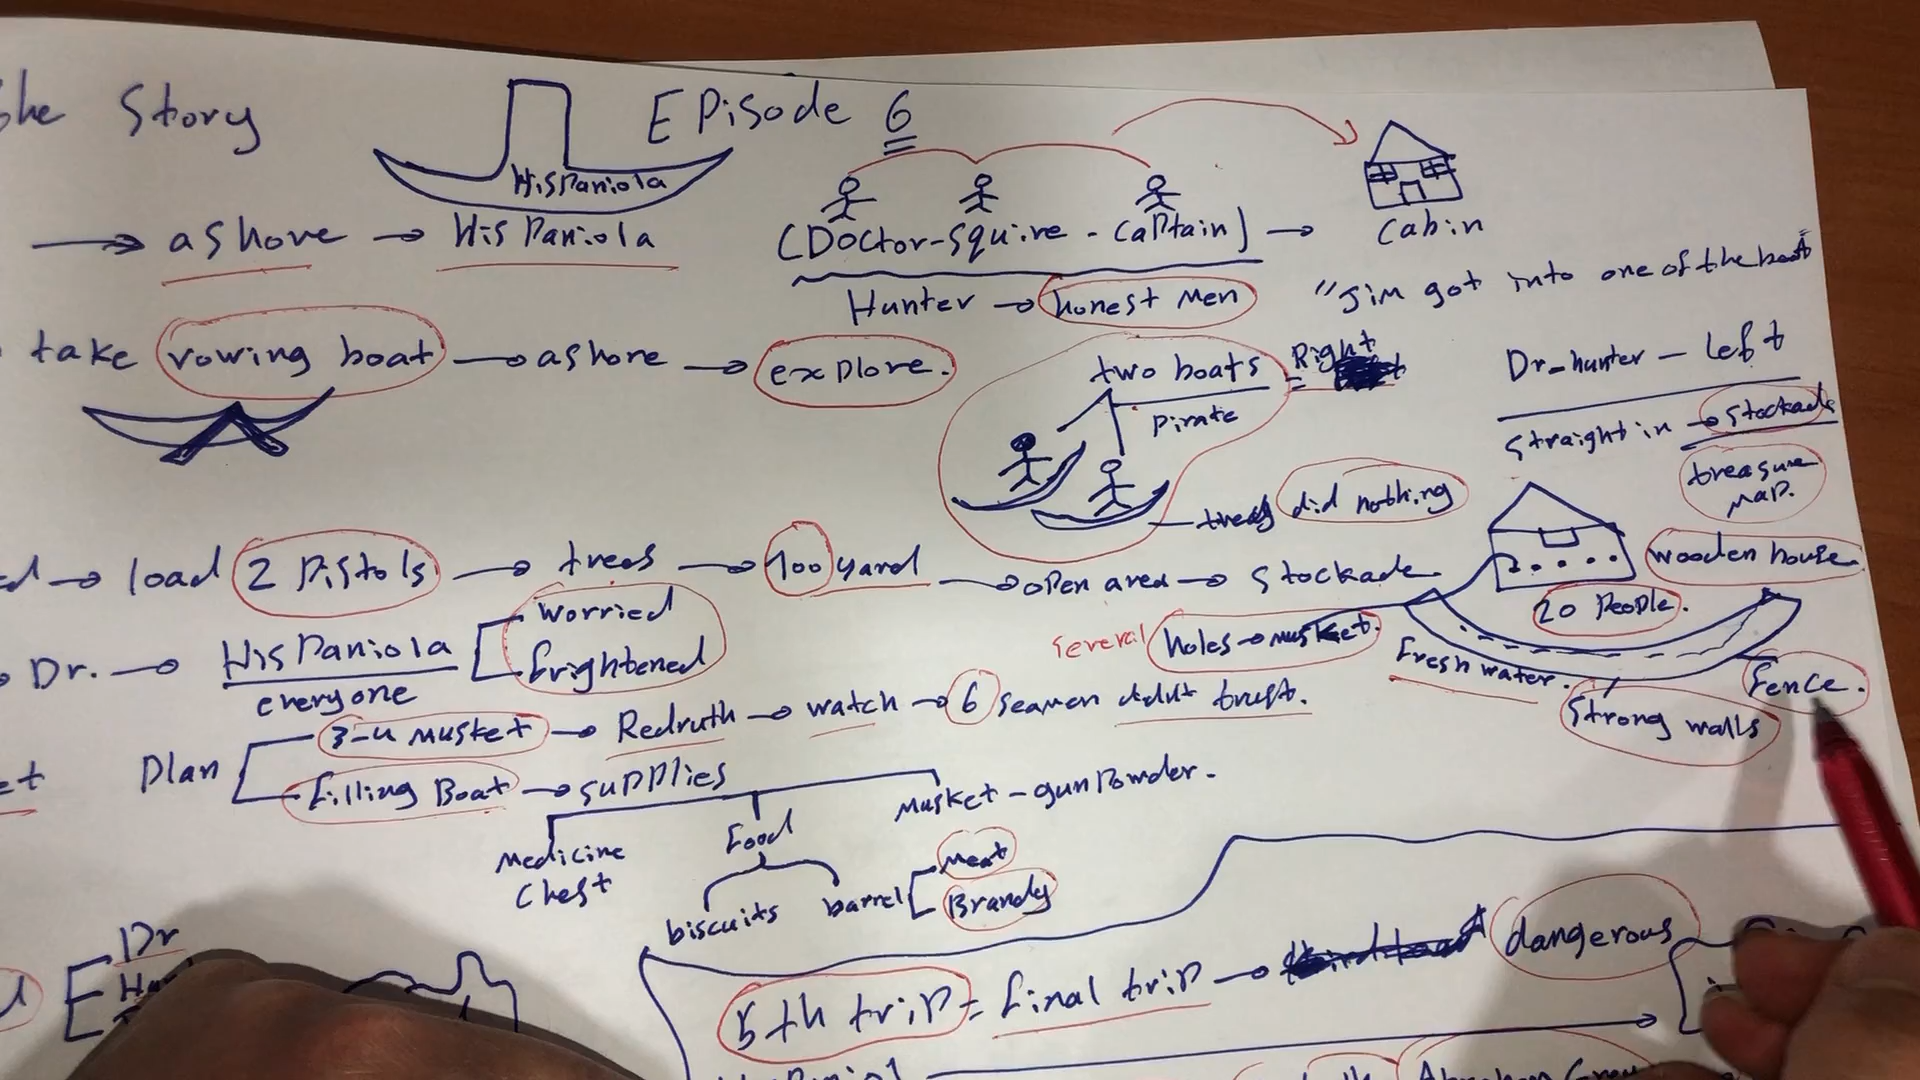 the Story
EPisode 6
HisPaniola
→ ashore → HisPaniola
(Doctor-Squire - CaPtain) → Cabin
Hunter → honest Men
"Jim got into one of the boat
take rowing boat → ashore → exPlore.
two boats = Right
Pirate
Dr-hunter - left
Straight in → Stockade
treasure MaP.
did nothing
load 2 Pistols → trees → 400 yard → oPen area → Stockade.
wooden house.
20 PeoPle.
Several holes → musket.
Fresh water.
Strong walls
Fence.
Dr. → HisPaniola
everyone
worried
frightened
Plan
3-4 Musket → Redruth → watch → 6 seamen didn't trust.
filling Boat → suPPlies
Medicine Chest
Food
Musket - gunPowder.
biscuits
barrel
Meat
Brandy
Dr
5th triP = final triP → dangerous